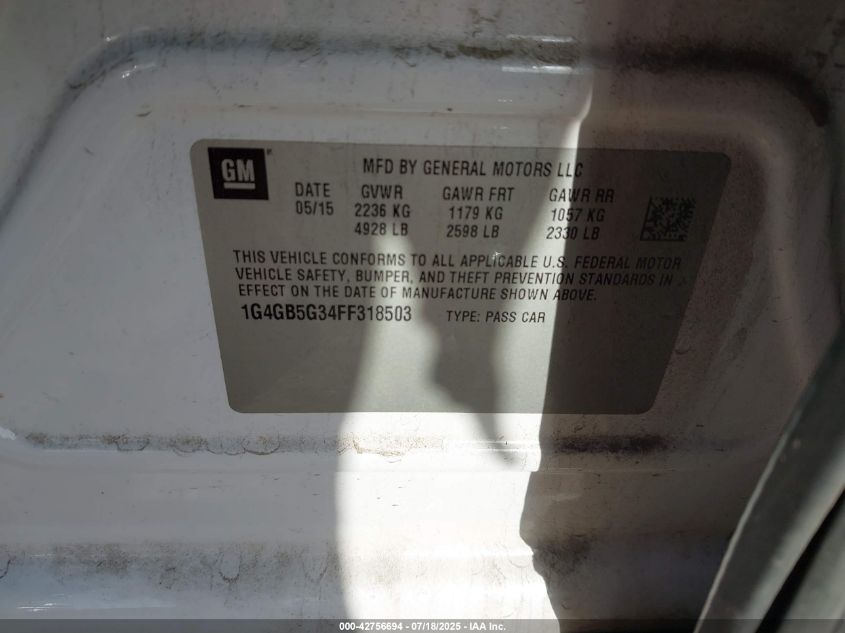 GM
MFD BY GENERAL MOTORS LLC
DATE GVWR GAWR FRT GAWR RR
05/15 2236 KG 1179 KG 1057 KG
4928 LB 2598 LB 2330 LB
THIS VEHICLE CONFORMS TO ALL APPLICABLE U.S. FEDERAL MOTOR
VEHICLE SAFETY, BUMPER, AND THEFT PREVENTION STANDARDS IN
EFFECT ON THE DATE OF MANUFACTURE SHOWN ABOVE.
1G4GB5G34FF318503 TYPE: PASS CAR
000-42756694 - 07/18/2025 - IAA Inc.